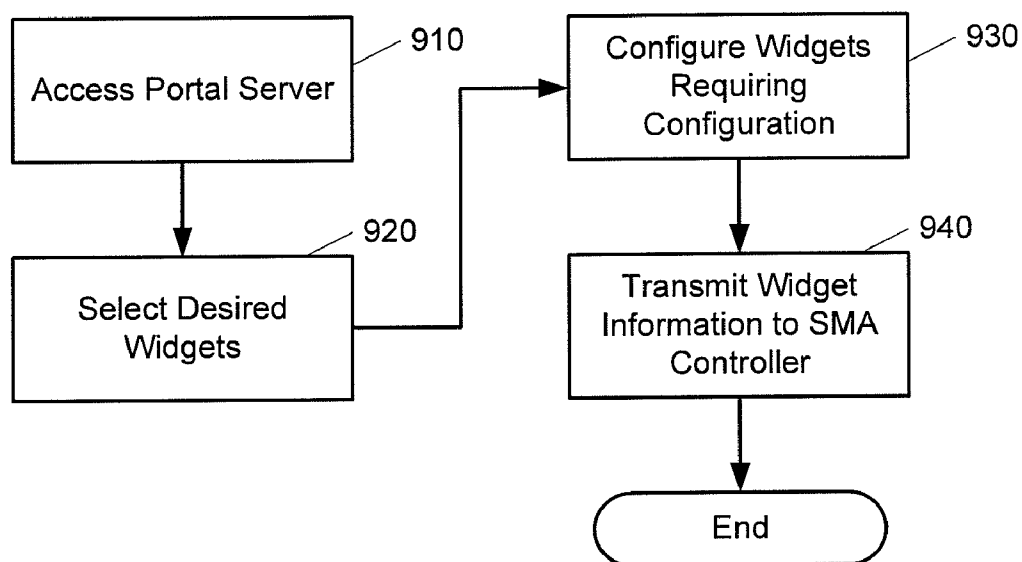 910
Access Portal Server
920
Select Desired
Widgets
930
Configure Widgets
Requiring
Configuration
940
Transmit Widget
Information to SMA
Controller
End